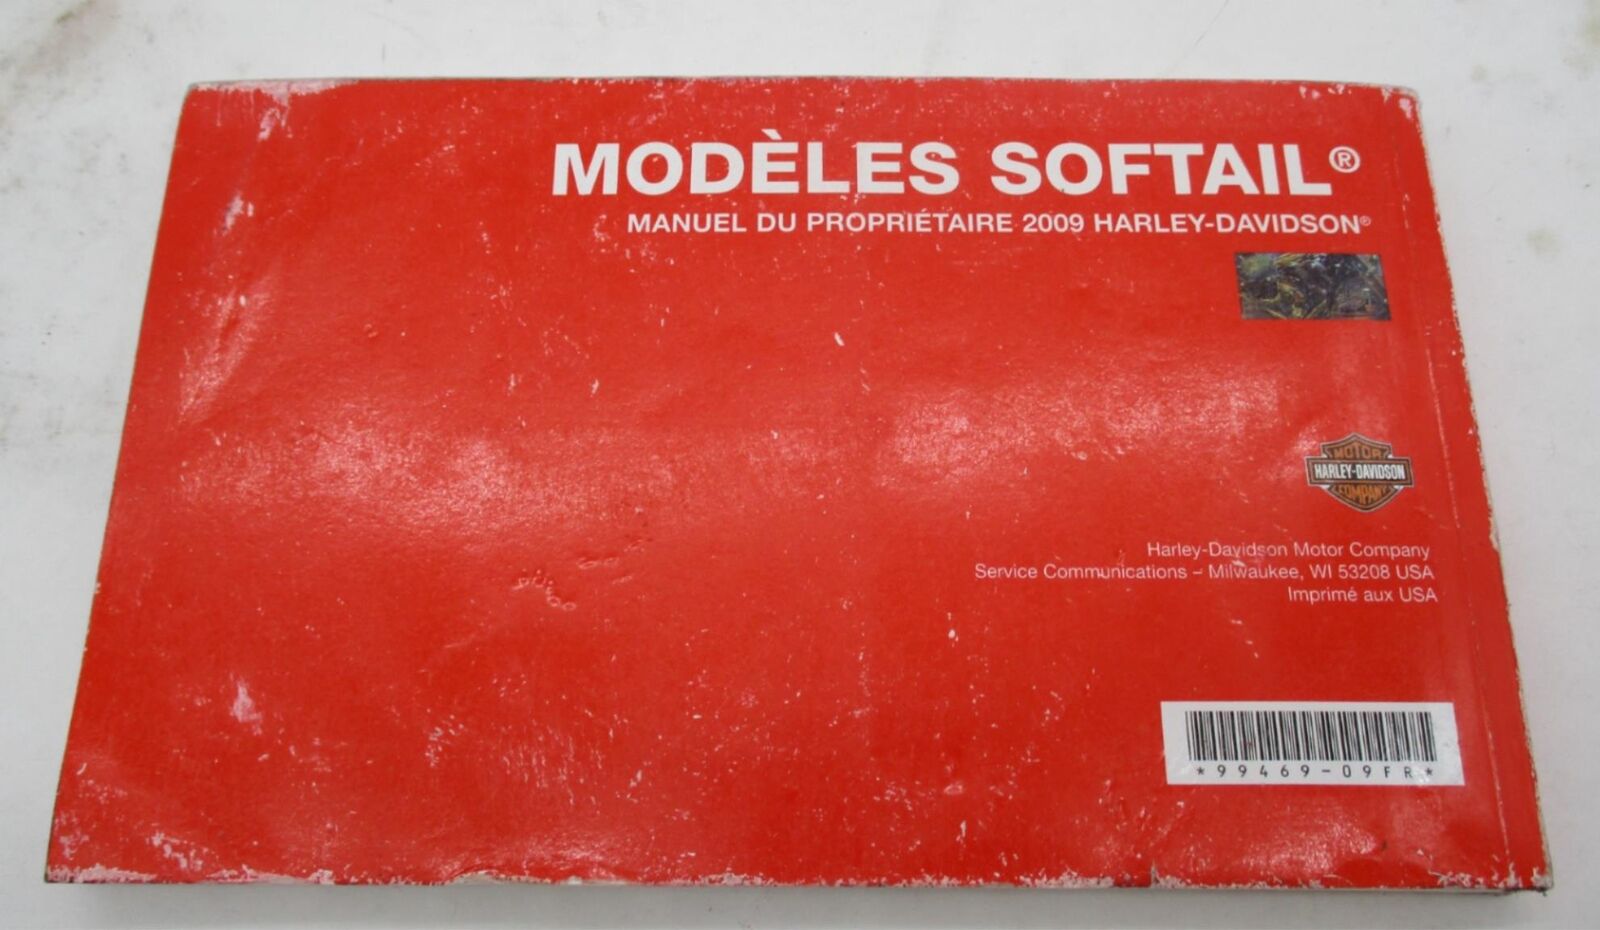 MODÈLES SOFTAIL®
MANUEL DU PROPRIÉTAIRE 2009 HARLEY-DAVIDSON®
MOTOR
HARLEY-DAVIDSON
COMPANY
Harley-Davidson Motor Company
Service Communications – Milwaukee, WI 53208 USA
Imprimé aux USA
*99469-09FR*